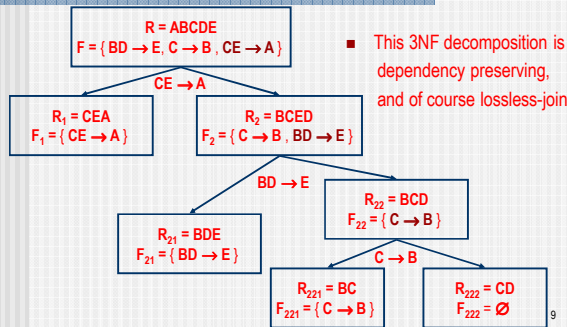 R = ABCDE
F = { BD → E, C → B , CE → A }
■ This 3NF decomposition is
dependency preserving,
and of course lossless-join
CE → A
R₁ = CEA
F₁ = { CE → A }
R₂ = BCED
F₂ = { C → B , BD → E }
BD → E
R₂₁ = BDE
F₂₁ = { BD → E }
R₂₂ = BCD
F₂₂ = { C → B }
C → B
R₂₂₁ = BC
F₂₂₁ = { C → B }
R₂₂₂ = CD
F₂₂₂ = Ø
9